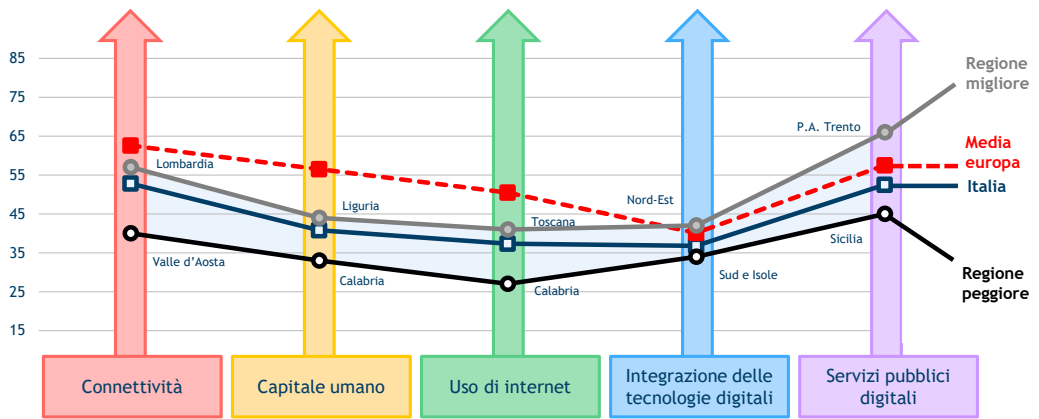 85
75
65
55
45
35
25
15
Regione
migliore
Media
europa
Italia
Regione
peggiore
Lombardia
Liguria
Toscana
Nord-Est
P.A. Trento
Valle d’Aosta
Calabria
Calabria
Sud e Isole
Sicilia
Connettività
Capitale umano
Uso di internet
Integrazione delle
tecnologie digitali
Servizi pubblici
digitali